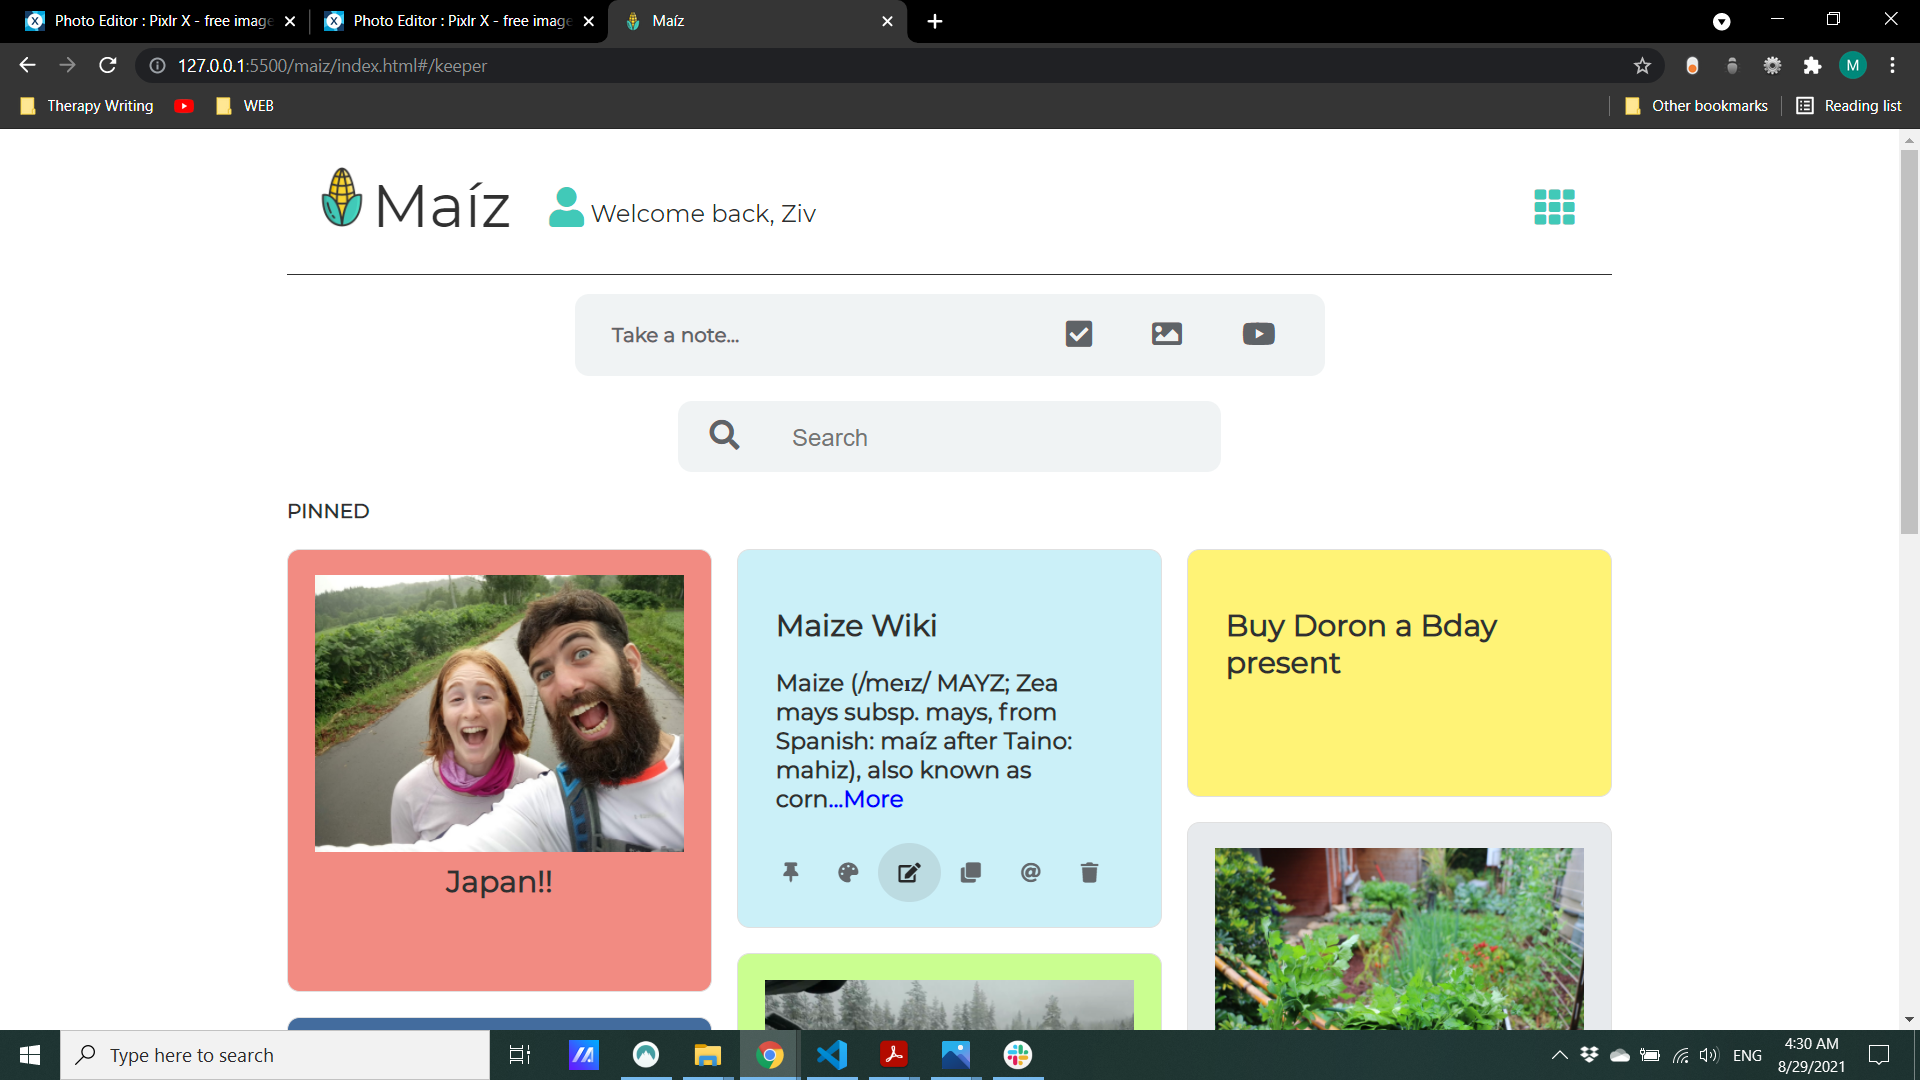 Photo Editor : Pixlr X - free image
Photo Editor : Pixlr X - free image
Maíz
127.0.0.1:5500/maiz/index.html#/keeper
M
Therapy Writing
WEB
Other bookmarks
Reading list
Maíz
Welcome back, Ziv
Take a note...
Search
PINNED
Japan!!
Maize Wiki
Maize (/meɪz/ MAYZ; Zea
mays subsp. mays, from
Spanish: maíz after Taino:
mahiz), also known as
corn...More
Buy Doron a Bday
present
Type here to search
ENG
4:30 AM
8/29/2021